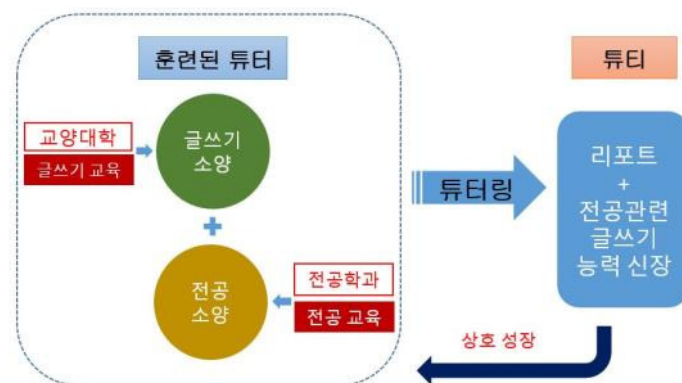 훈련된 튜터
튜티
교양대학
글쓰기 교육
글쓰기
소양
전공
소양
전공학과
전공 교육
튜터링
리포트
+
전공관련
글쓰기
능력 신장
상호 성장